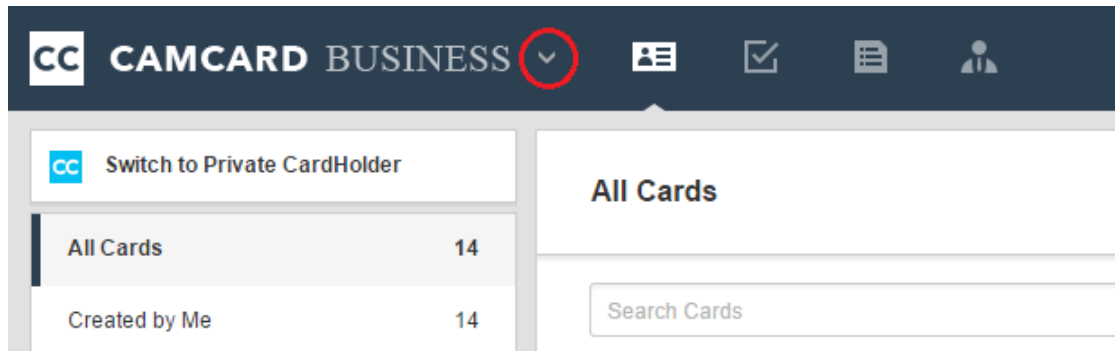 CC CAMCARD BUSINESS
CC Switch to Private CardHolder
All Cards 14
Created by Me 14
All Cards
Search Cards